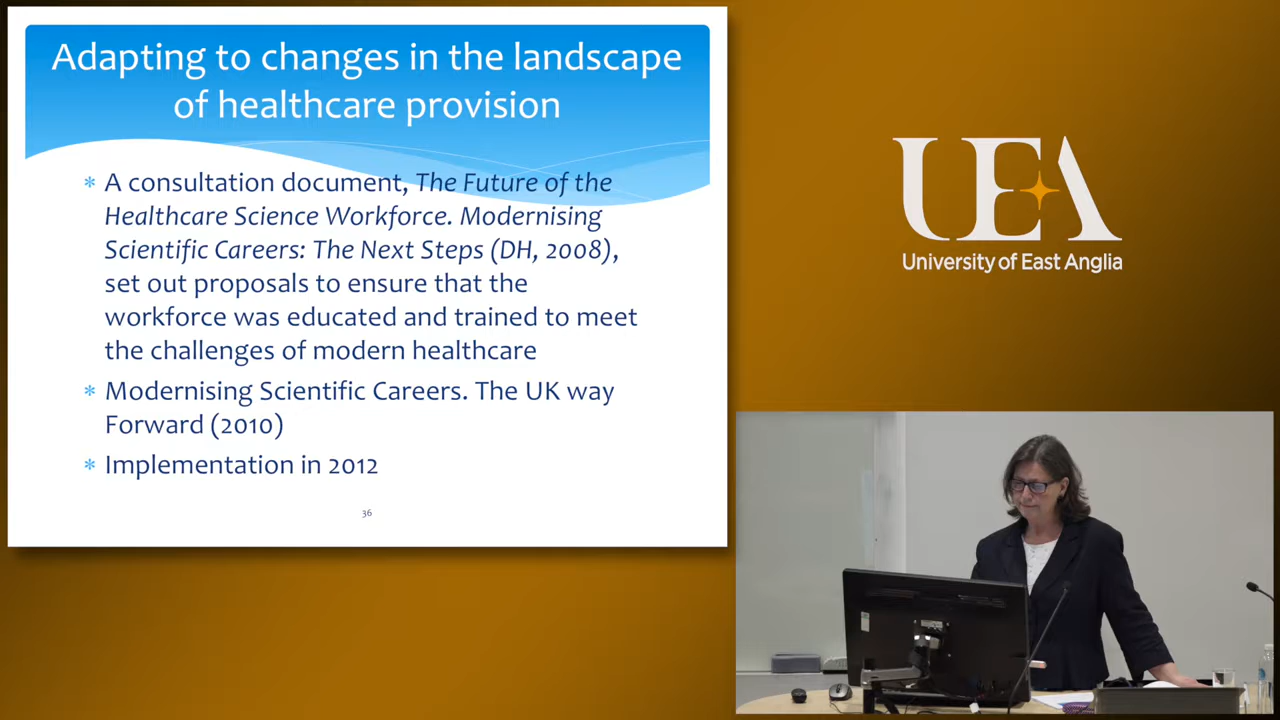 Adapting to changes in the landscape
of healthcare provision
* A consultation document, The Future of the
Healthcare Science Workforce. Modernising
Scientific Careers: The Next Steps (DH, 2008),
set out proposals to ensure that the
workforce was educated and trained to meet
the challenges of modern healthcare
* Modernising Scientific Careers. The UK way
Forward (2010)
* Implementation in 2012
36
UEA
University of East Anglia